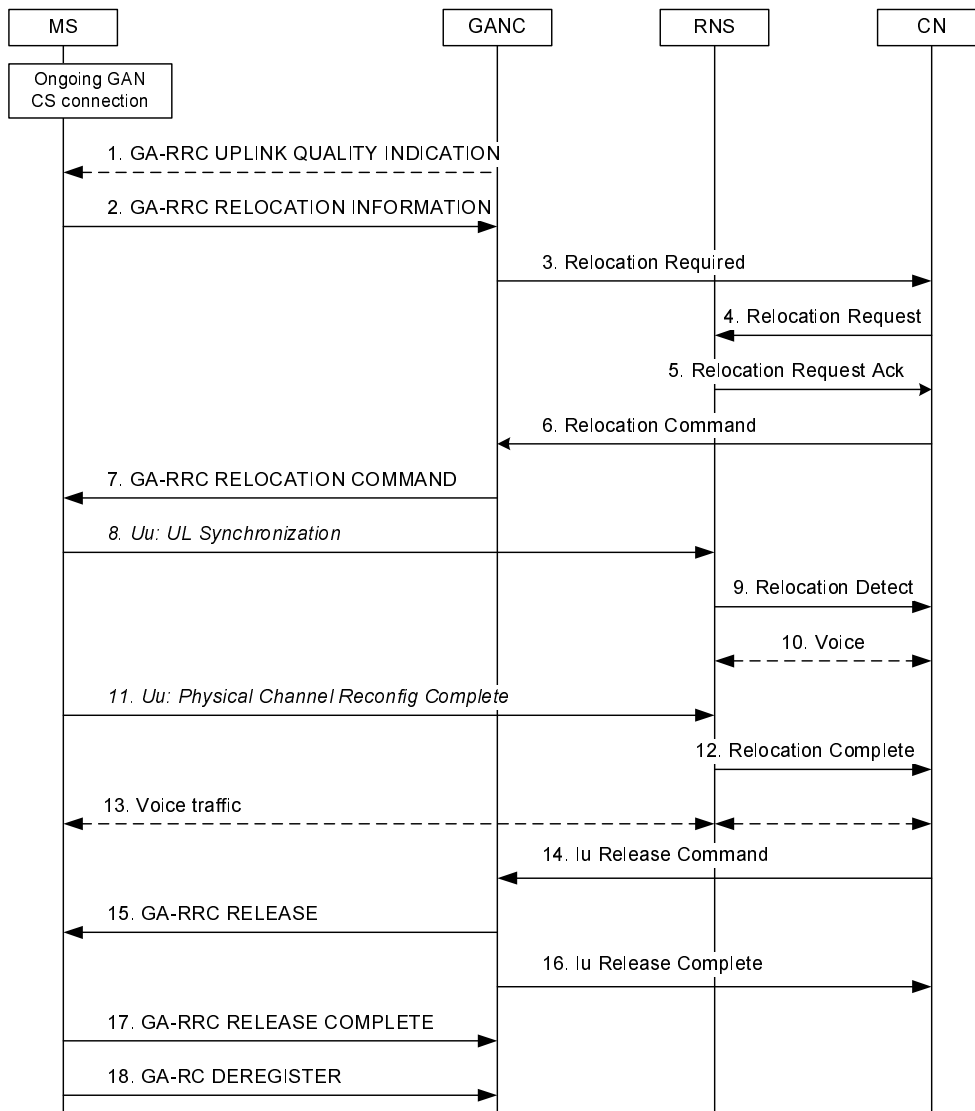 MS
GANC
RNS
CN
Ongoing GAN
CS connection
1. GA-RRC UPLINK QUALITY INDICATION
2. GA-RRC RELOCATION INFORMATION
3. Relocation Required
4. Relocation Request
5. Relocation Request Ack
6. Relocation Command
7. GA-RRC RELOCATION COMMAND
8. Uu: UL Synchronization
9. Relocation Detect
10. Voice
11. Uu: Physical Channel Reconfig Complete
12. Relocation Complete
13. Voice traffic
14. Iu Release Command
15. GA-RRC RELEASE
16. Iu Release Complete
17. GA-RRC RELEASE COMPLETE
18. GA-RC DEREGISTER